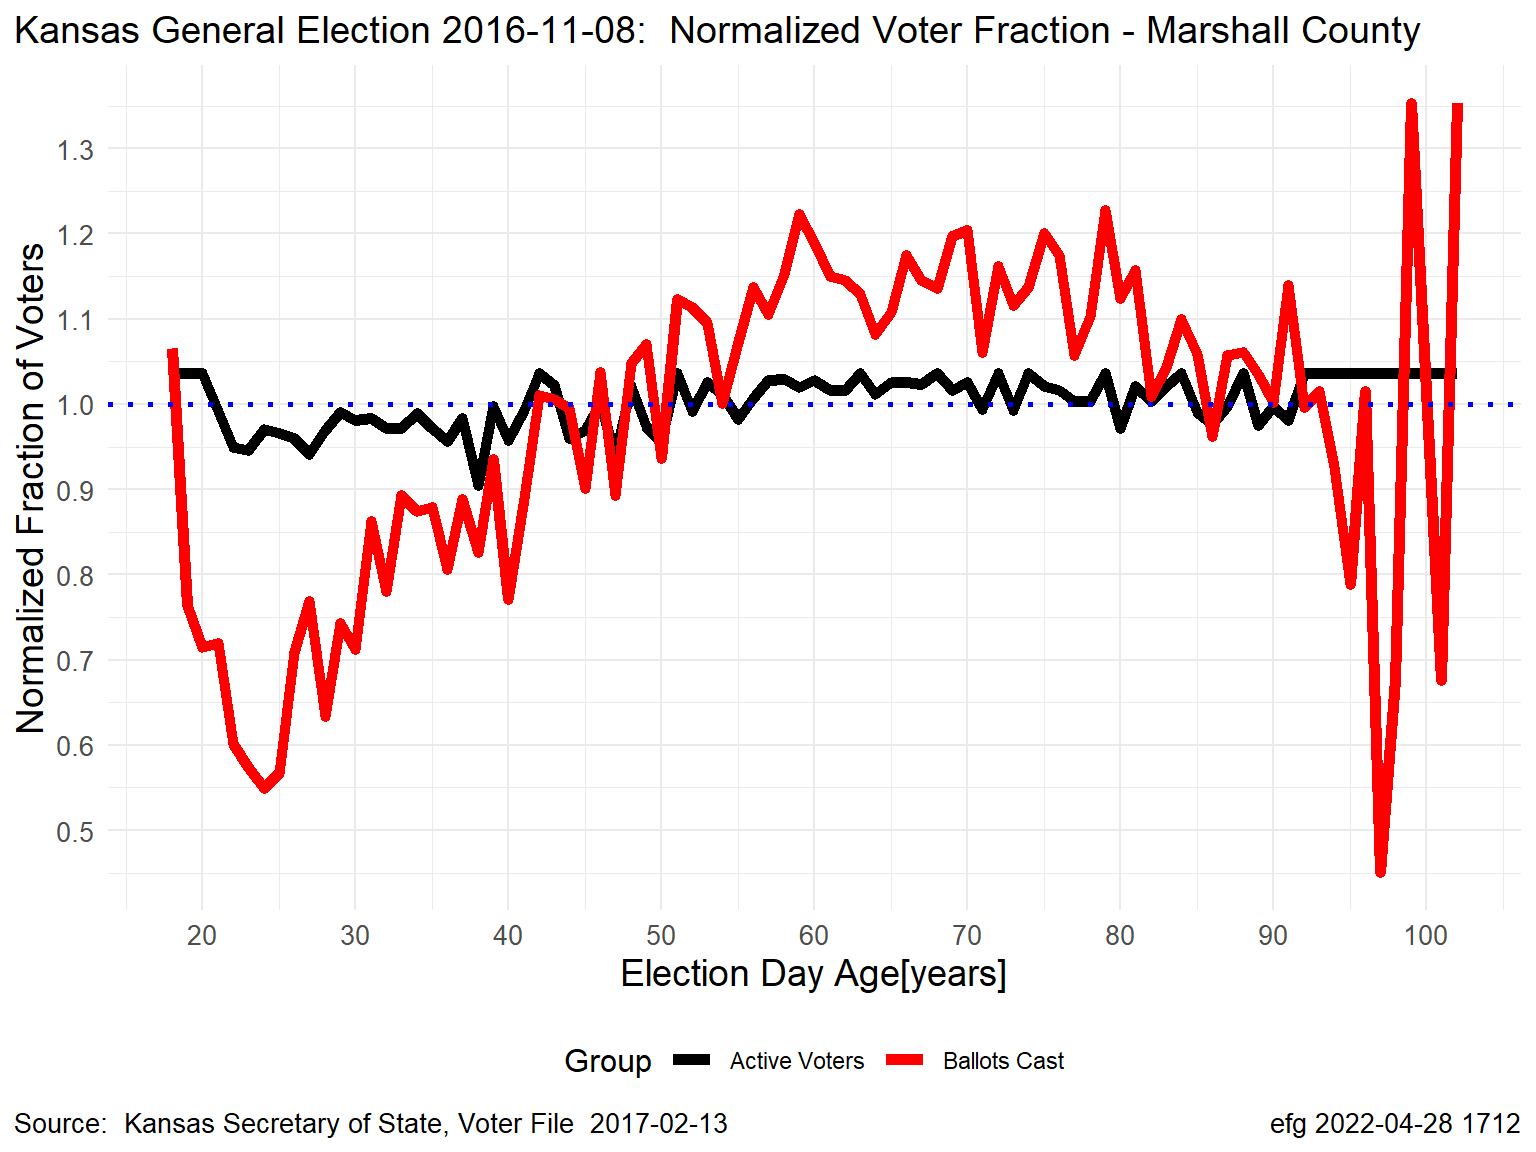 Kansas General Election 2016-11-08:  Normalized Voter Fraction - Marshall County
Normalized Fraction of Voters
1.3
1.2
1.1
1.0
0.9
0.8
0.7
0.6
0.5
20 30 40 50 60 70 80 90 100
Election Day Age[years]
Group Active Voters Ballots Cast
Source:  Kansas Secretary of State, Voter File  2017-02-13 efg 2022-04-28 1712